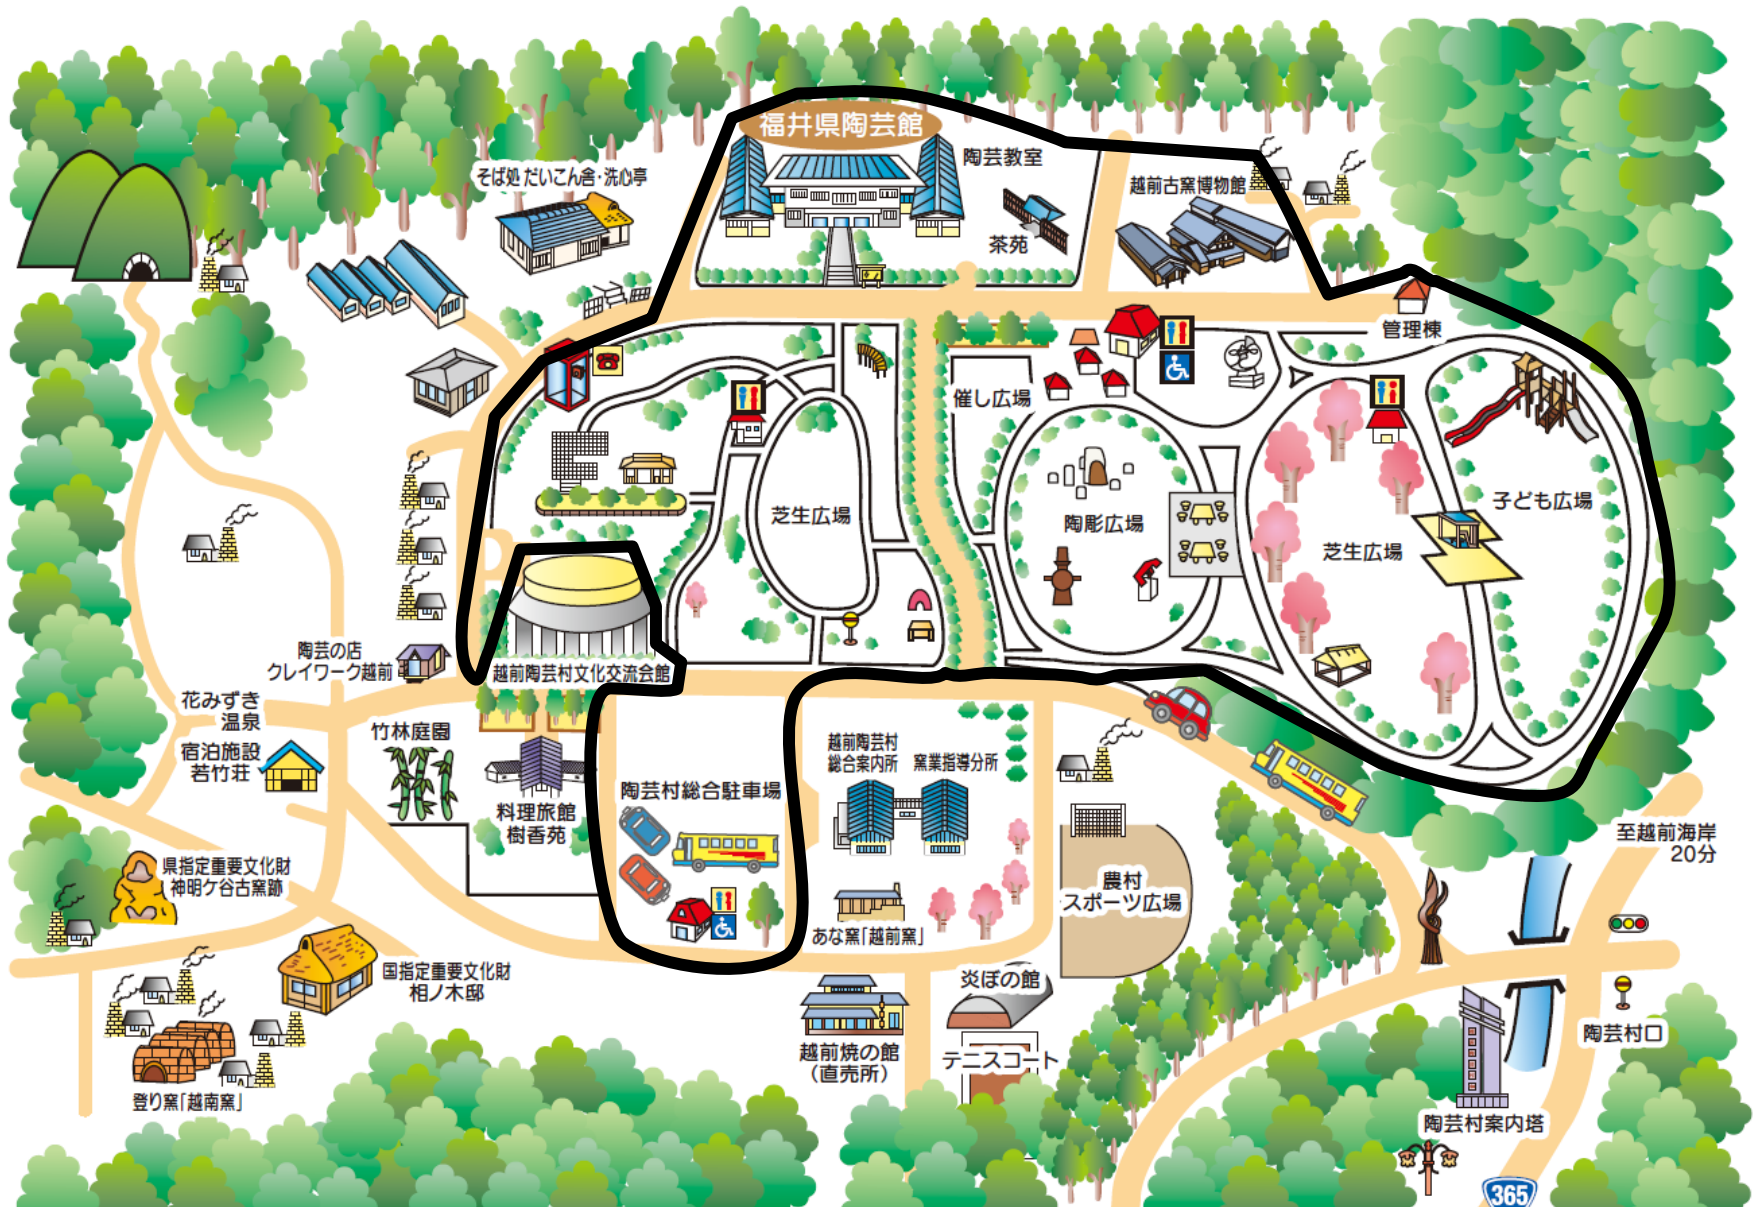 福井県陶芸館
陶芸教室
そば処 だいこん舎・洗心亭
越前古窯博物館
茶苑
管理棟
催し広場
芝生広場
陶彫広場
子ども広場
芝生広場
陶芸の店
クレイワーク越前
越前陶芸村文化交流会館
花みずき
温泉
宿泊施設
若竹荘
竹林庭園
料理旅館
樹香苑
陶芸村総合駐車場
越前陶芸村
総合案内所
窯業指導分所
至越前海岸
20分
県指定重要文化財
神明ケ谷古窯跡
農村
スポーツ広場
あな窯「越前窯」
国指定重要文化財
相ノ木邸
炎ぼの館
越前焼の館
（直売所）
テニスコート
陶芸村口
登り窯「越南窯」
陶芸村案内塔
365